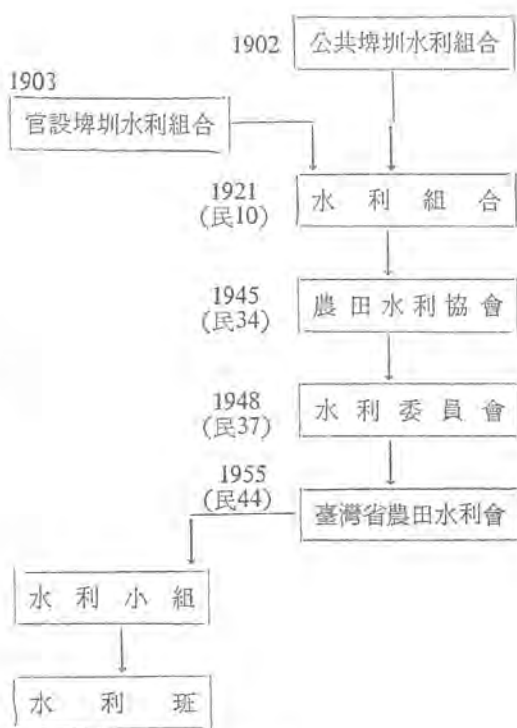 1902
公共埤圳水利組合
1903
官設埤圳水利組合
1921
(民10)
水利組合
1945
(民34)
農田水利協會
1948
(民37)
水利委員會
1955
(民44)
臺灣省農田水利會
水利小組
水利班